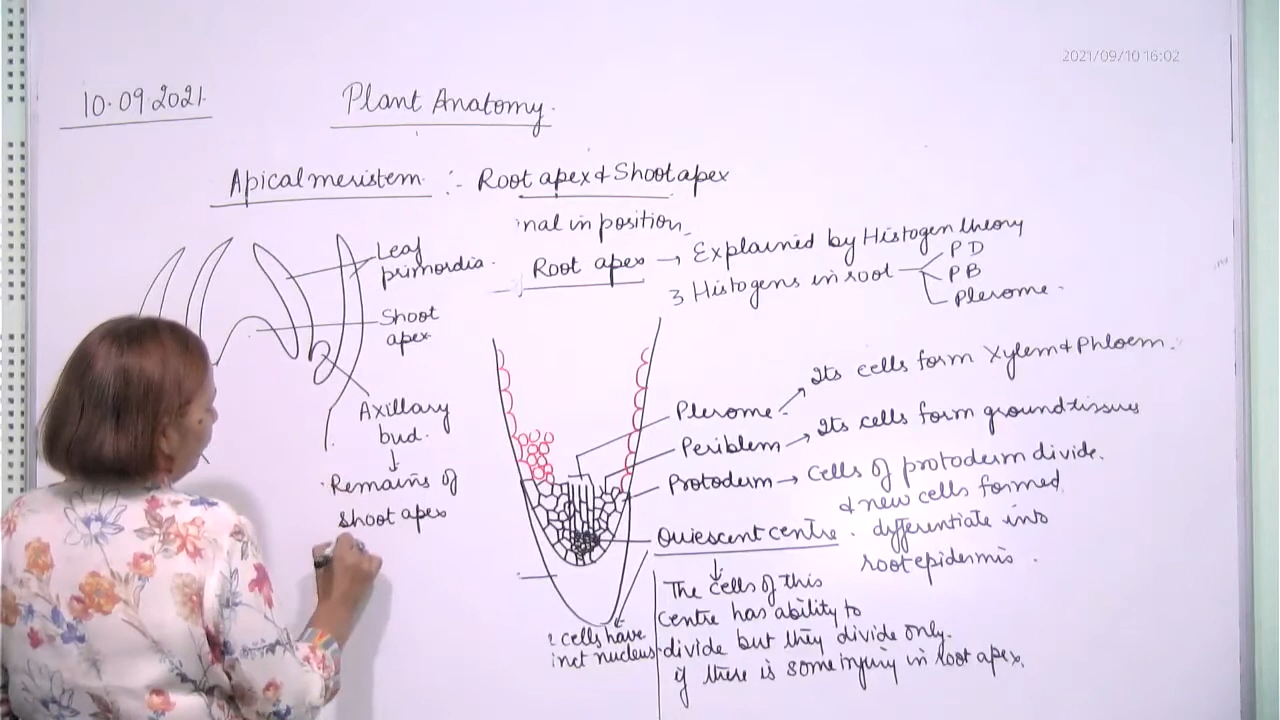 2021/09/10 16:02
10.09.2021.
Plant Anatomy.
Apical meristem :- Root apex & Shoot apex
nal in position
Root apex → Explained by Histogen theory
3 Histogens in root
PD
PB
Plerome.
Leaf
primordia.
Shoot
apex.
Axillary
bud.
↓
Remains of
shoot apex
Plerome. → Its cells form Xylem & Phloem.
Periblem → Its cells form ground tissues
Protoderm → Cells of protoderm divide.
& new cells formed
differentiate into
root epidermis.
Quiescent centre.
↓
The cells of this
centre has ability to
divide but they divide only.
if there is some injury in root apex.
cells have
inct nucleus.